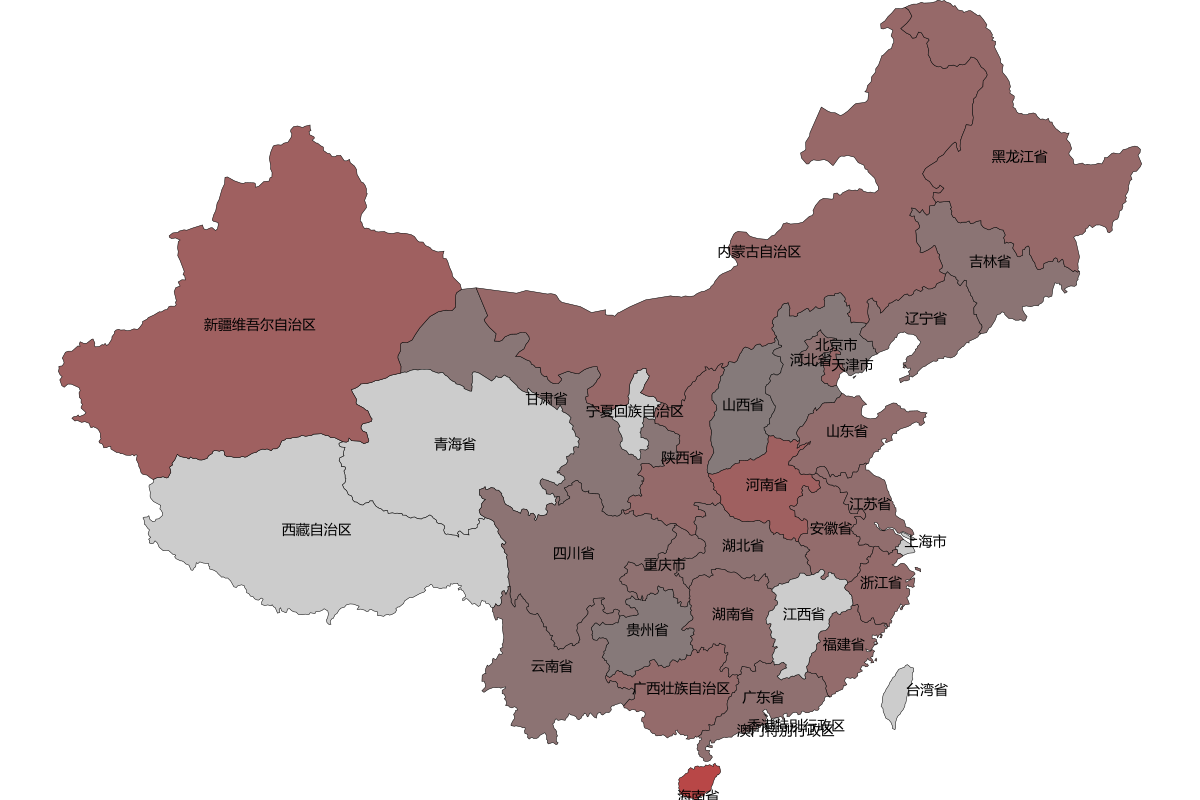 黑龙江省
内蒙古自治区
吉林省
辽宁省
新疆维吾尔自治区
北京市
河北省
天津市
甘肃省
山西省
宁夏回族自治区
山东省
青海省
陕西省
河南省
江苏省
西藏自治区
安徽省
上海市
湖北省
四川省
重庆市
浙江省
湖南省
江西省
贵州省
福建省
云南省
广西壮族自治区
台湾省
广东省
香港特别行政区
澳门特别行政区
海南省